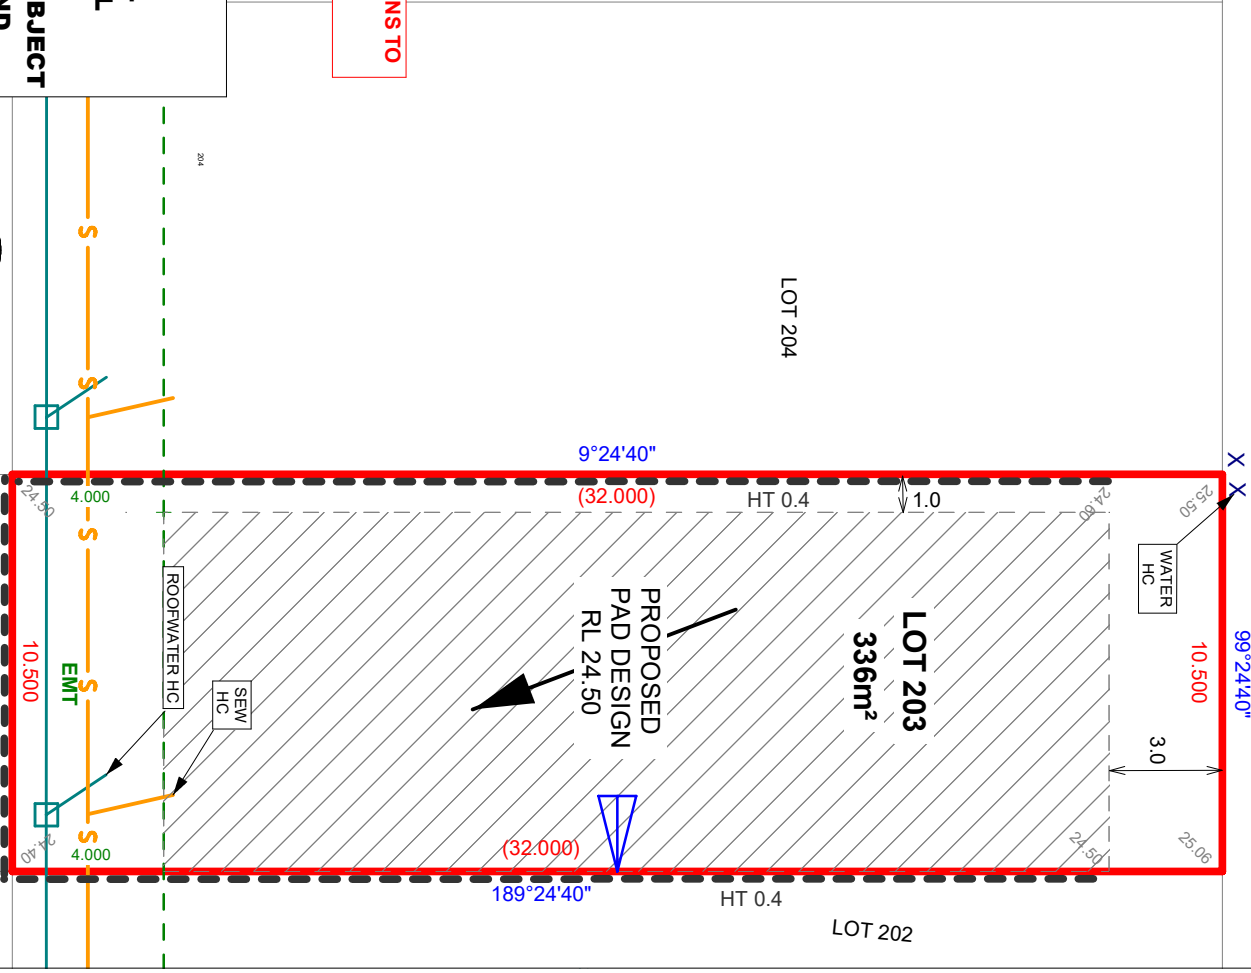 BJECT
ND
L
NS TO
204
LOT 204
S
S
9°24'40"
X
X
24.50
4.000
(32.000)
HT 0.4
1.0
24.60
25.50
S
WATER
HC
ROOFWATER HC
PROPOSED
PAD DESIGN
RL 24.50
LOT 203
336m²
10.500
99°24'40"
10.500
EMT
S
SEW
HC
3.0
24.40
S
4.000
(32.000)
24.50
25.06
189°24'40"
HT 0.4
LOT 202